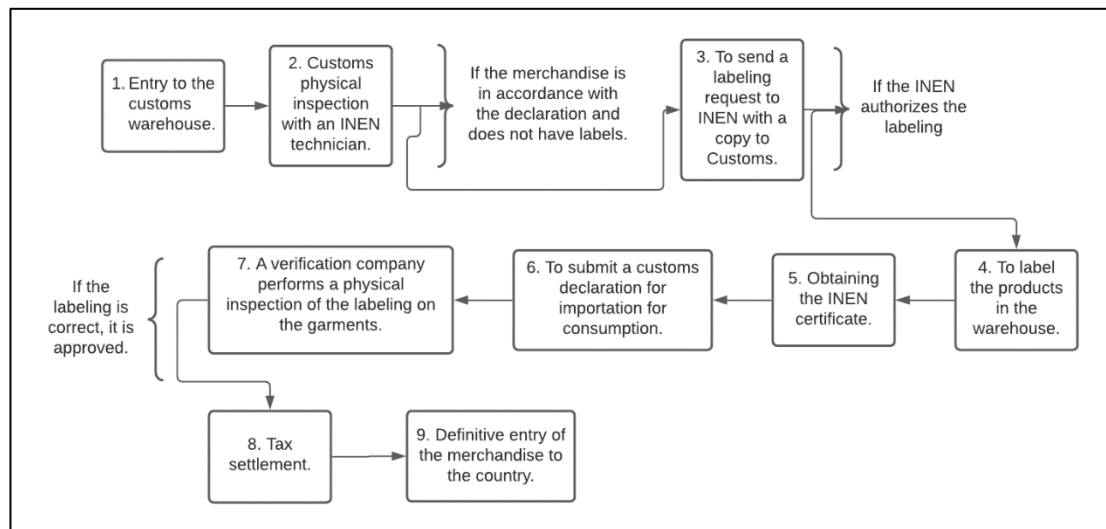 1. Entry to the
customs
warehouse.
2. Customs
physical
inspection
with an INEN
technician.
If the merchandise is
in accordance with
the declaration and
does not have labels.
3. To send a
labeling
request to
INEN with a
copy to
Customs.
If the INEN
authorizes the
labeling
4. To label
the products
in the
warehouse.
5. Obtaining
the INEN
certificate.
6. To submit a customs
declaration for
importation for
consumption.
7. A verification company
performs a physical
inspection of the labeling on
the garments.
If the
labeling is
correct, it is
approved.
8. Tax
settlement.
9. Definitive entry of
the merchandise to
the country.